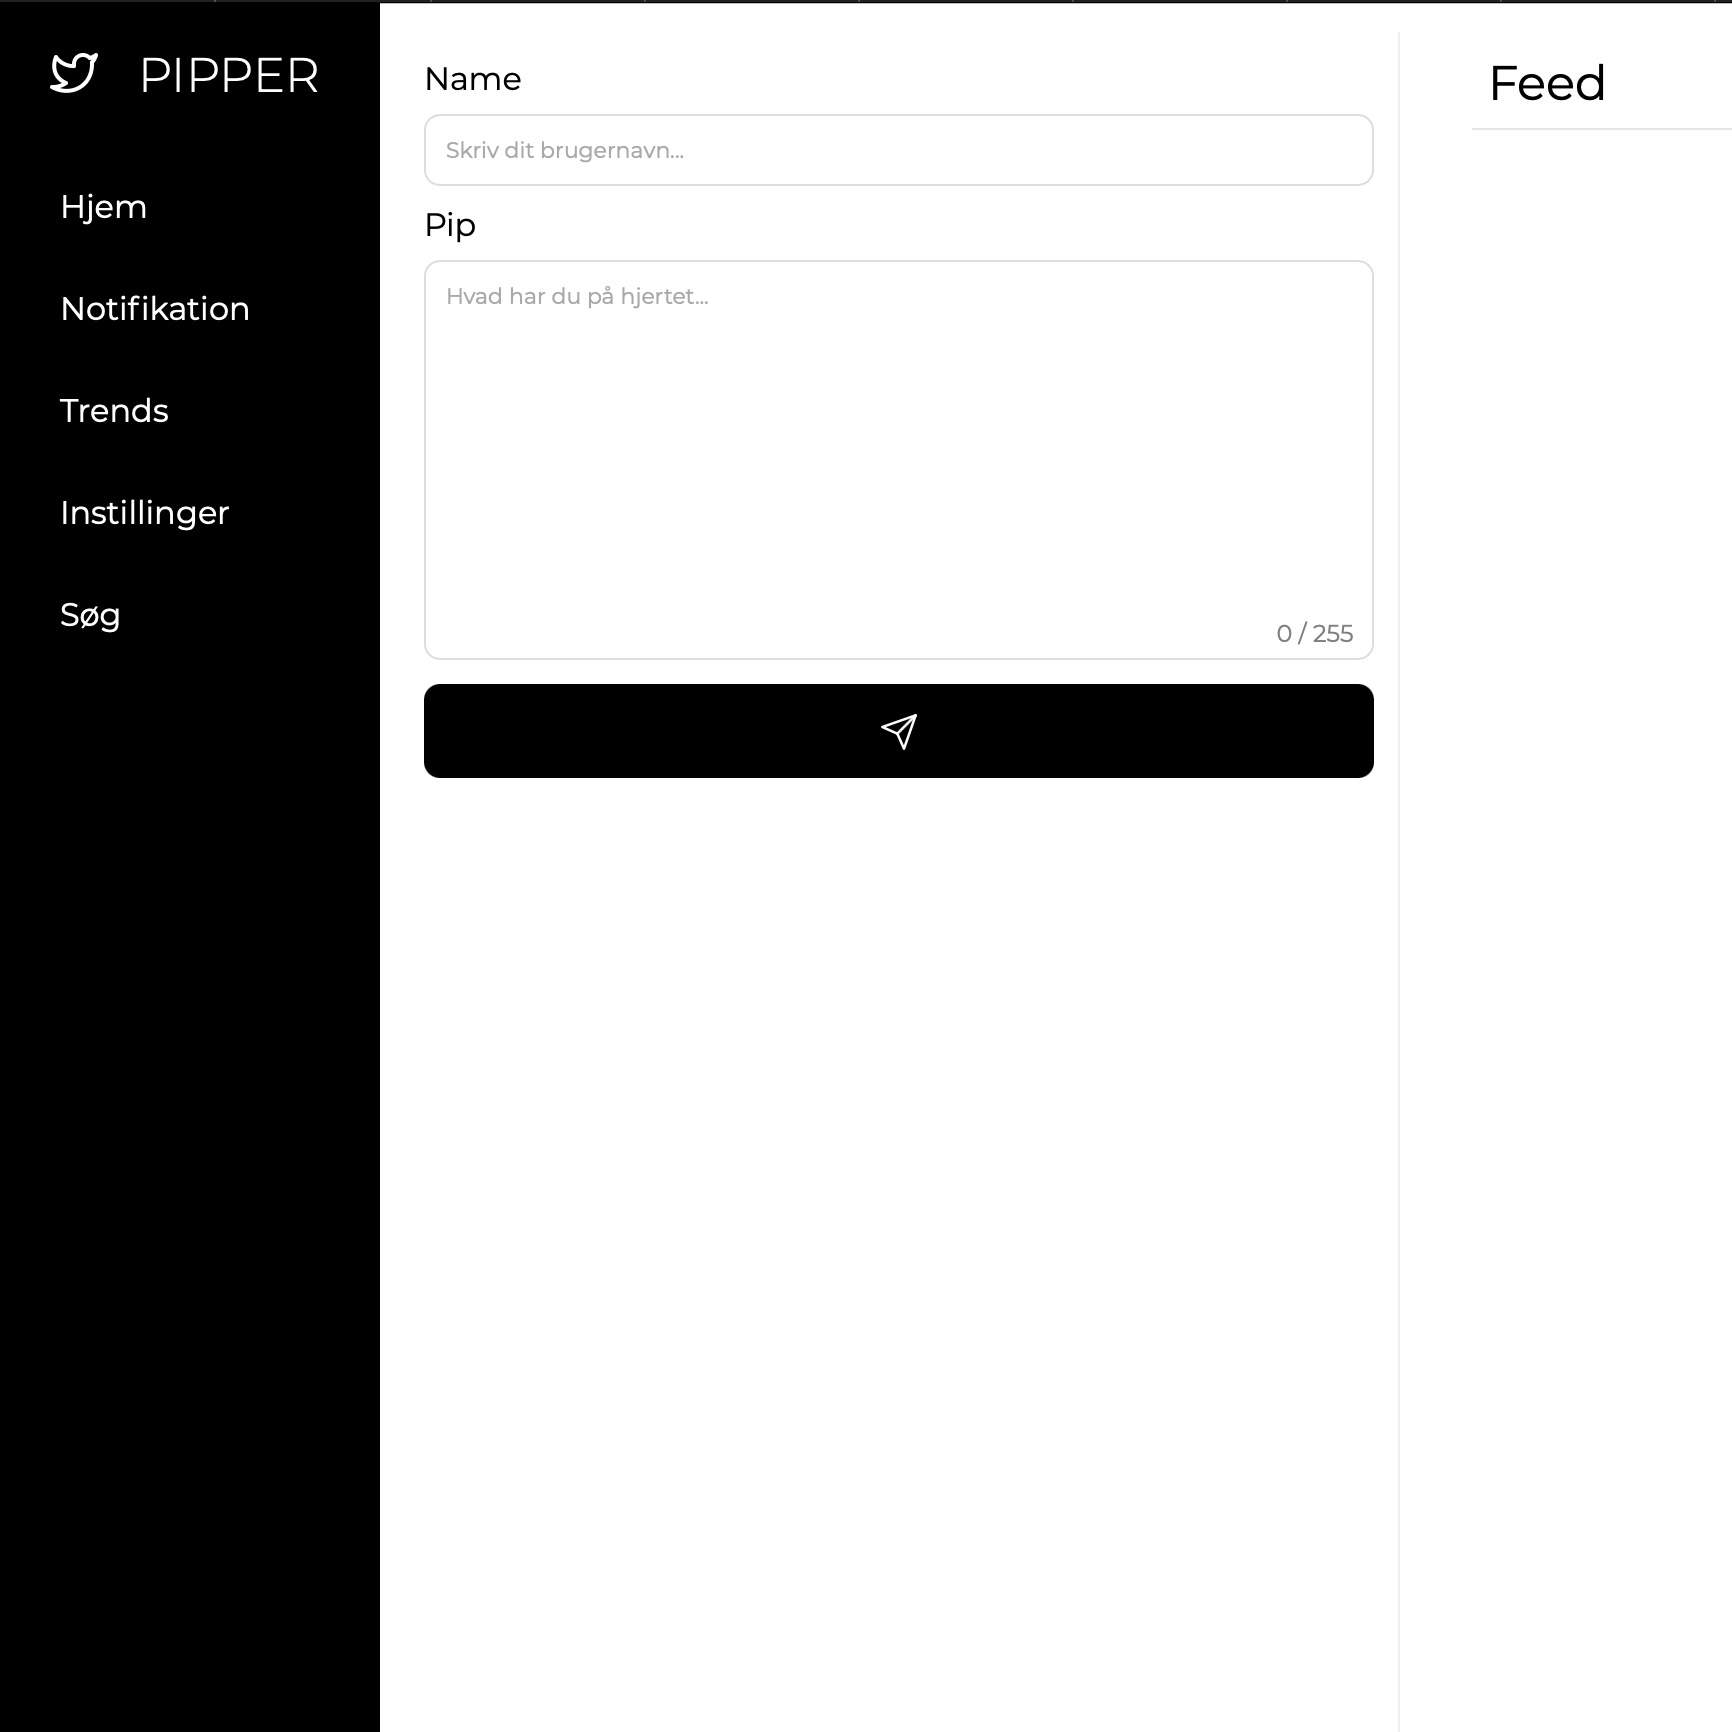 PIPPER
Hjem
Notifikation
Trends
Instillinger
Søg
Name
Skriv dit brugernavn...
Pip
Hvad har du på hjertet...
0 / 255
Feed